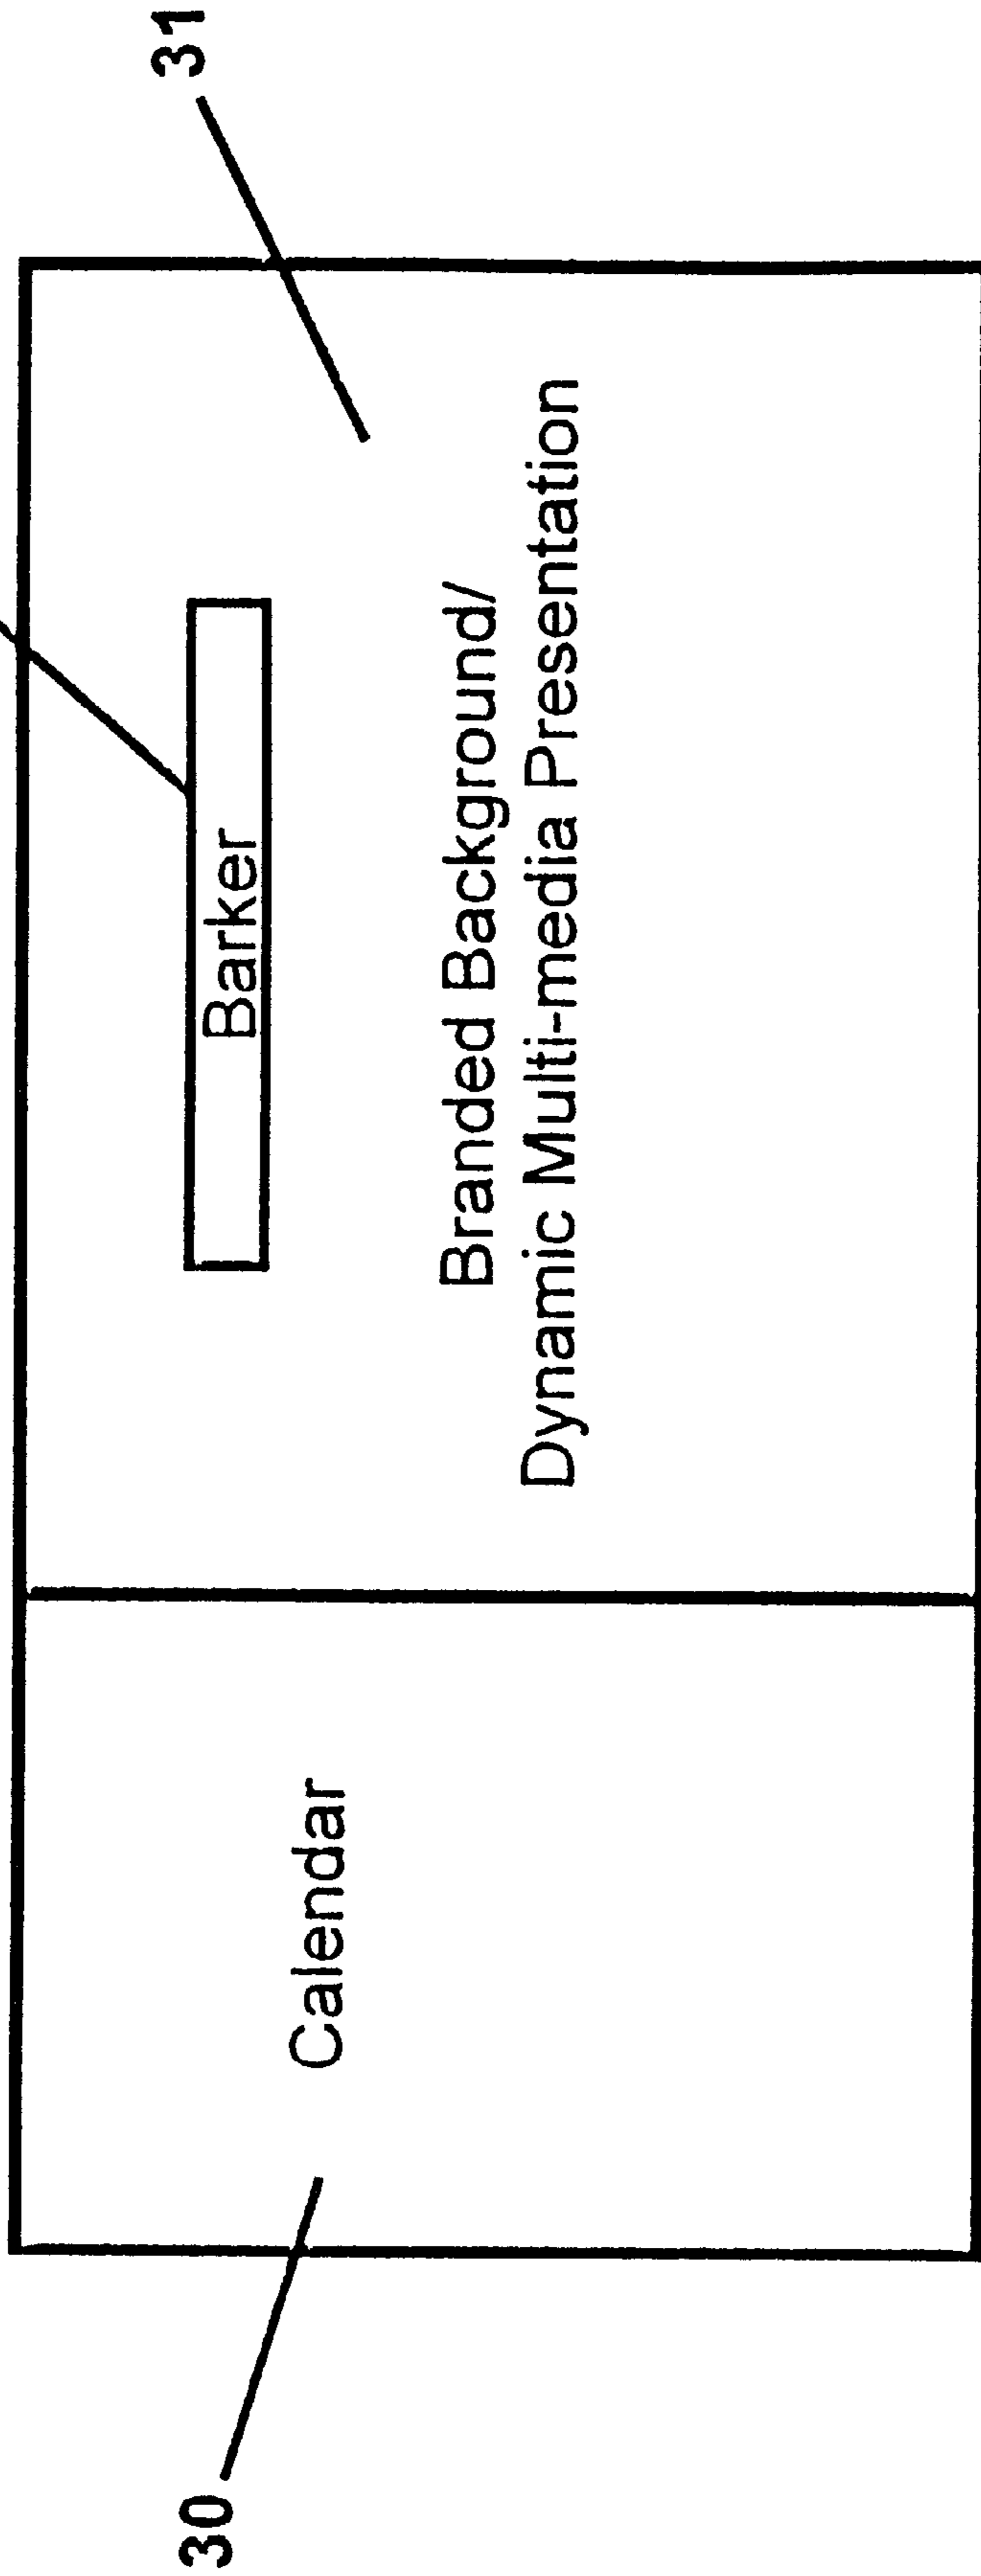 31
Barker
Branded Background/
Dynamic Multi-media Presentation
Calendar
30